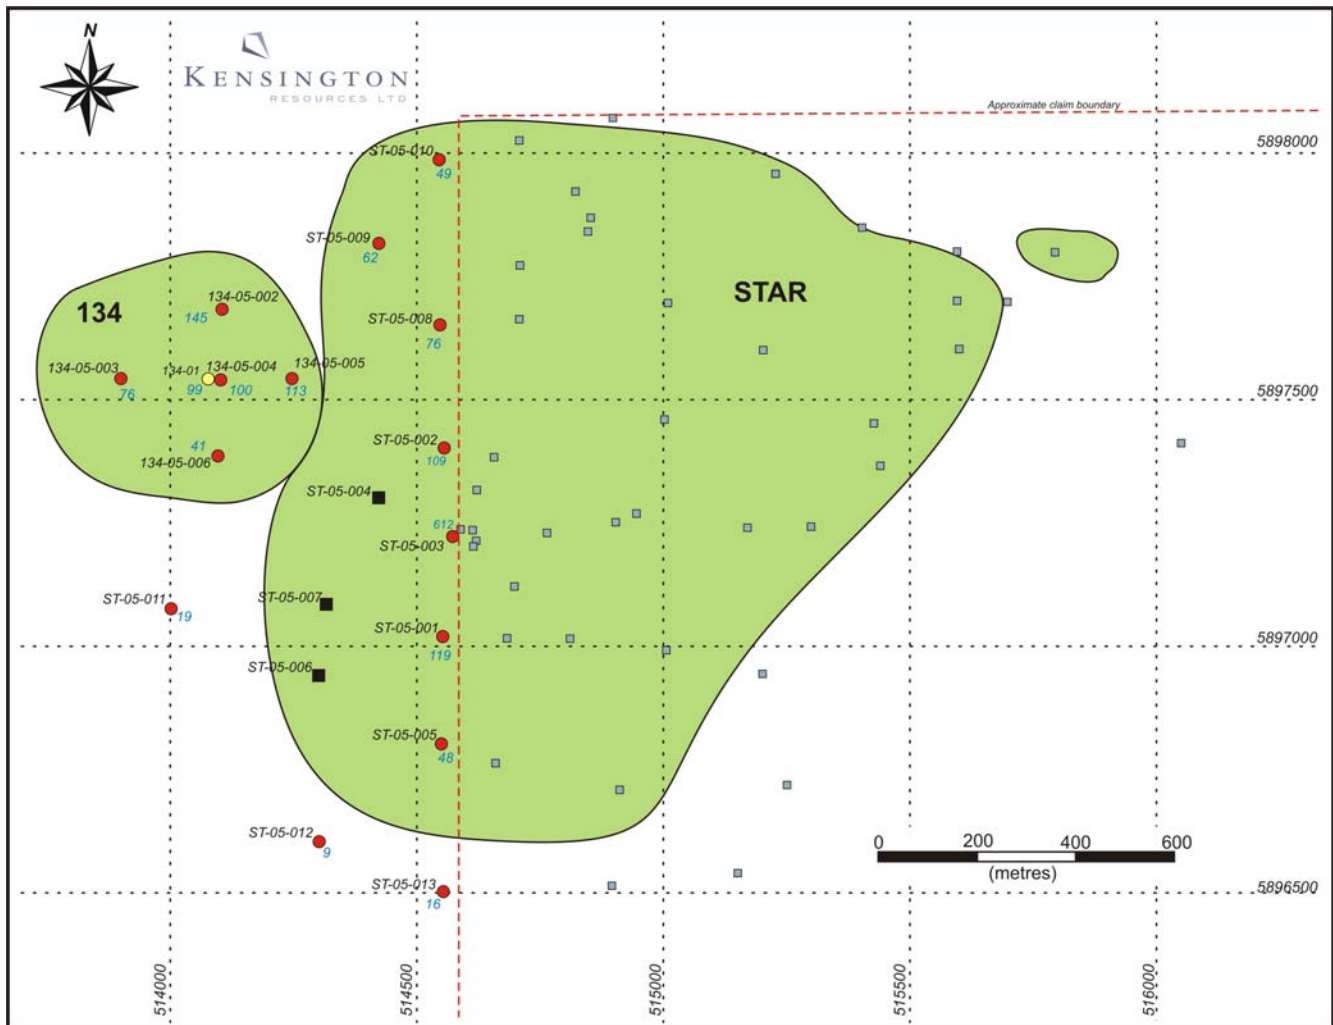 N
KENSINGTON
RESOURCES LTD
Approximate claim boundary
5898000
ST-05-010
49
ST-05-009
62
STAR
134-05-002
134
145
ST-05-008
76
134-05-003
134-01
134-05-004
134-05-005
76
99
100
113
5897500
ST-05-002
109
41
134-05-006
ST-05-004
612
ST-05-003
ST-05-011
19
ST-05-007
ST-05-001
119
5897000
ST-05-006
ST-05-005
48
ST-05-012
9
0 200 400 600
(metres)
ST-05-013
16
5896500
514000
514500
515000
515500
516000